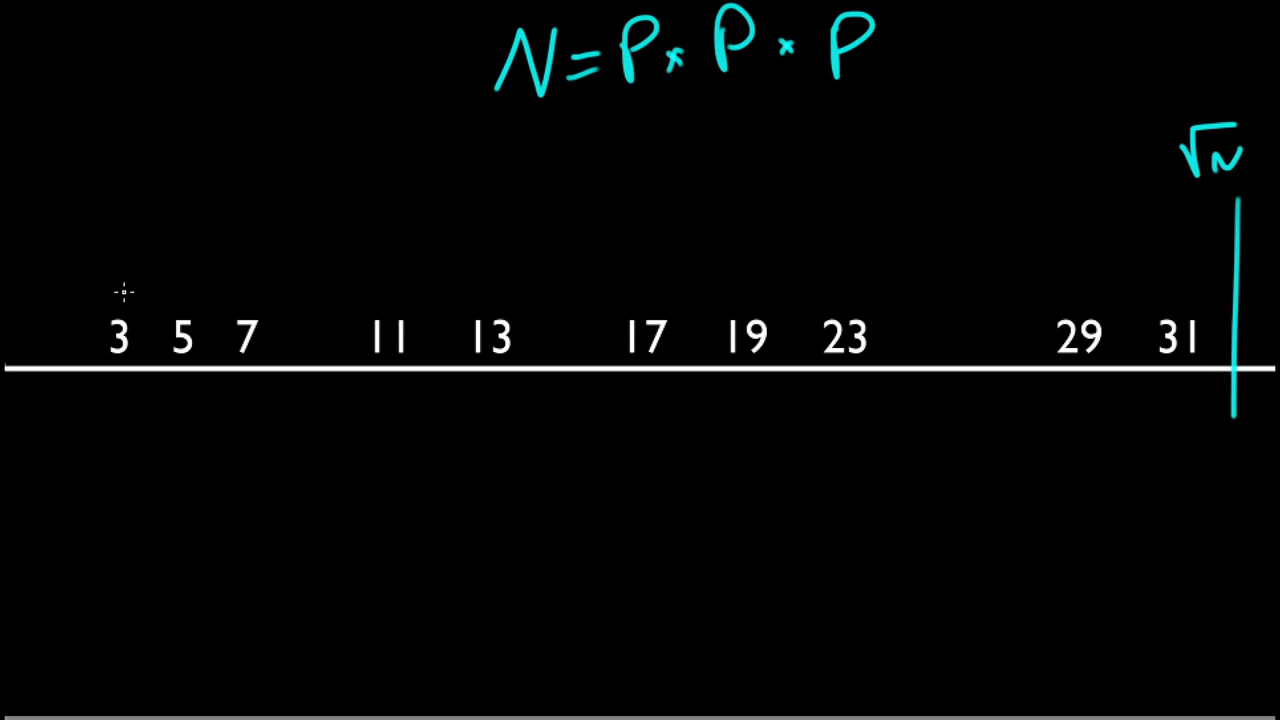 N = P × P × P
√N
3 5 7 11 13 17 19 23 29 31